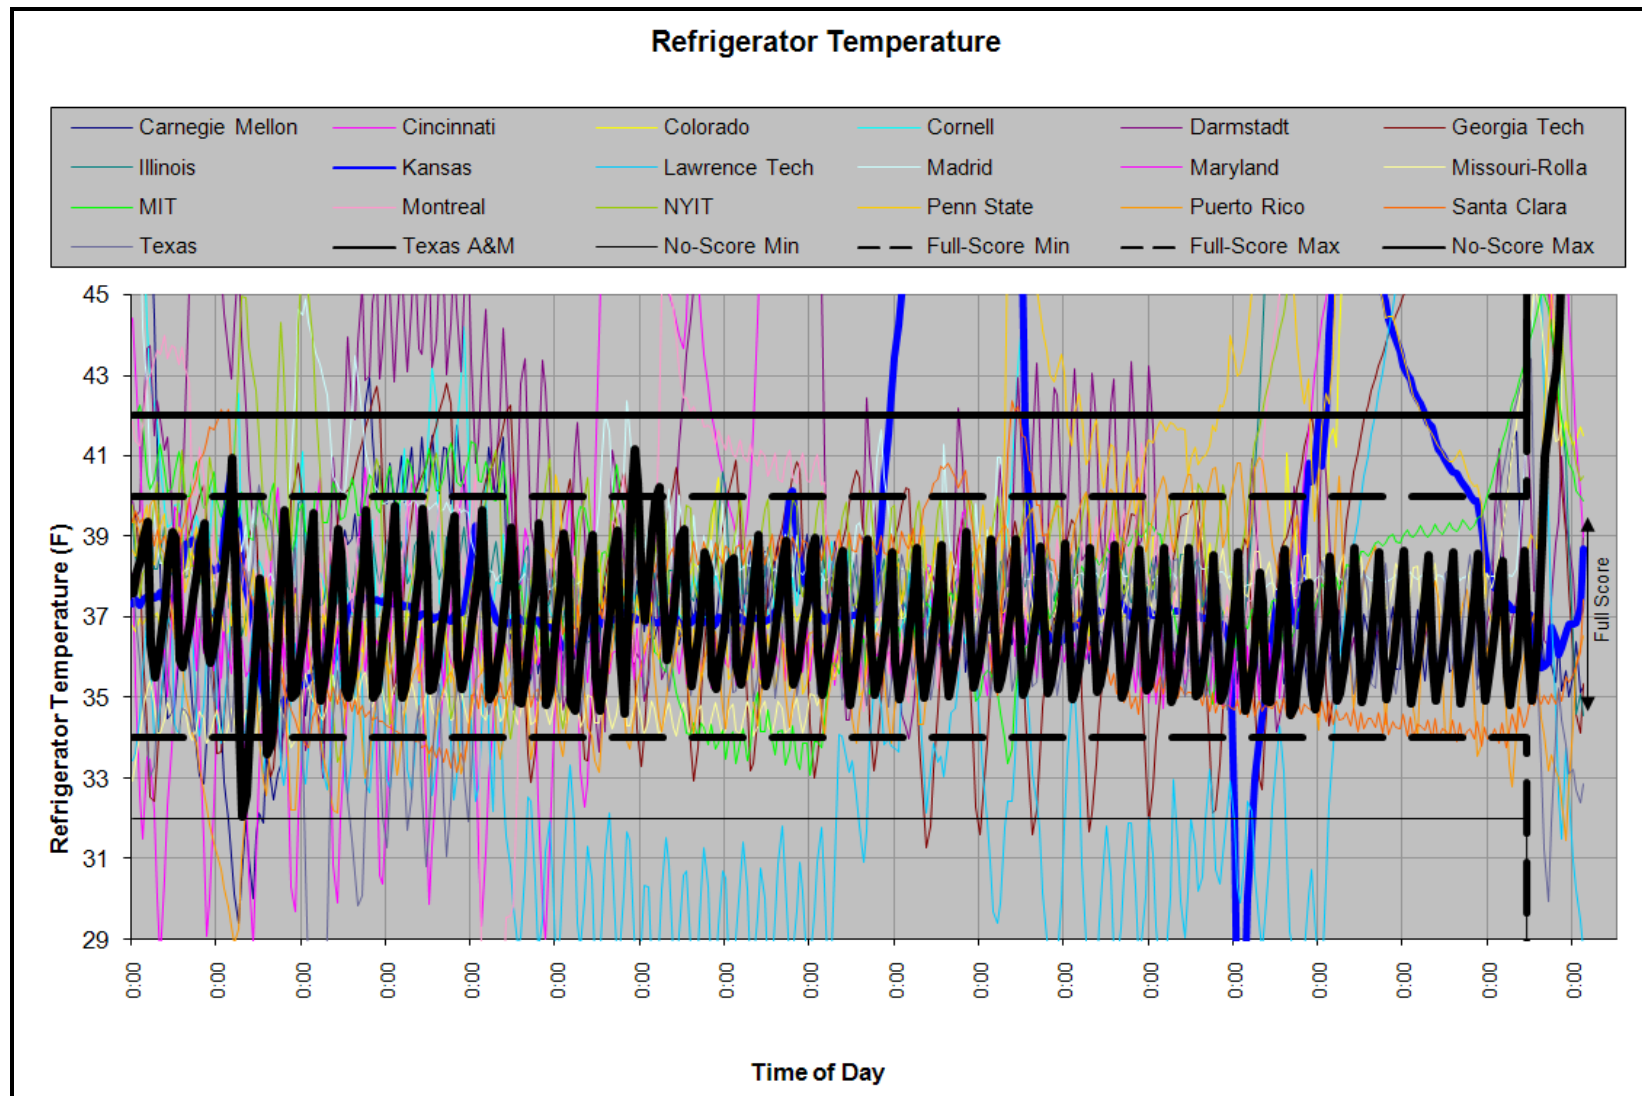 Refrigerator Temperature
Carnegie Mellon Cincinnati Colorado Cornell Darmstadt Georgia Tech
Illinois Kansas Lawrence Tech Madrid Maryland Missouri-Rolla
MIT Montreal NYIT Penn State Puerto Rico Santa Clara
Texas Texas A&M No-Score Min Full-Score Min Full-Score Max No-Score Max
Refrigerator Temperature (F)
45
43
41
39
37
35
33
31
29
Full Score
0:00 0:00 0:00 0:00 0:00 0:00 0:00 0:00 0:00 0:00 0:00 0:00 0:00 0:00 0:00 0:00 0:00 0:00
Time of Day